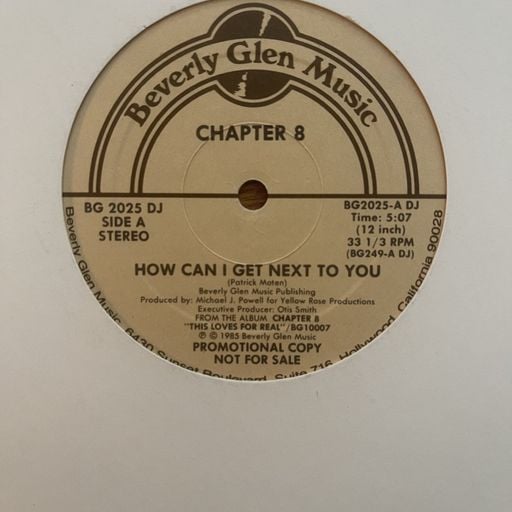 Beverly Glen Music
CHAPTER 8
BG 2025 DJ
SIDE A
STEREO
BG2025-A DJ
Time: 5:07
(12 inch)
33 1/3 RPM
(BG249-A DJ)
HOW CAN I GET NEXT TO YOU
(Patrick Moten)
Beverly Glen Music Publishing
Produced by: Michael J. Powell for Yellow Rose Productions
Executive Producer: Otis Smith
FROM THE ALBUM CHAPTER 8
"THIS LOVES FOR REAL"/BG10007
℗ © 1985 Beverly Glen Music
PROMOTIONAL COPY
NOT FOR SALE
Beverly Glen Music, 6430 Sunset Boulevard, Suite 716, Hollywood, California 90028